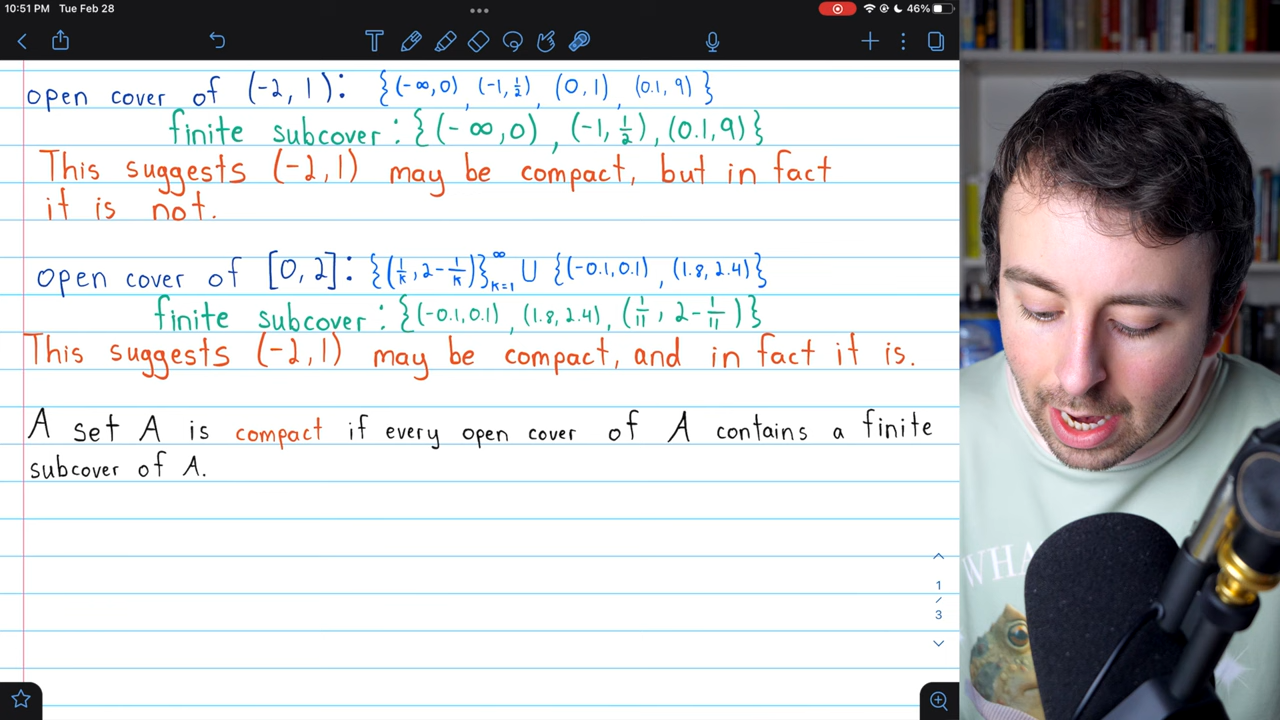 10:51 PM Tue Feb 28
46%
open cover of (-2, 1): {(-∞,0), (-1,½), (0,1), (0.1,9)}
finite subcover: {(-∞,0), (-1,½), (0.1,9)}
This suggests (-2,1) may be compact, but in fact
it is not.
open cover of [0,2]: {(1/k, 2-1/k)}_{k=1}^∞ ∪ {(-0.1,0.1), (1.8,2.4)}
finite subcover: {(-0.1,0.1), (1.8,2.4), (1/11, 2-1/11)}
This suggests (-2,1) may be compact, and in fact it is.
A set A is compact if every open cover of A contains a finite
subcover of A.
1
/
3
WHA